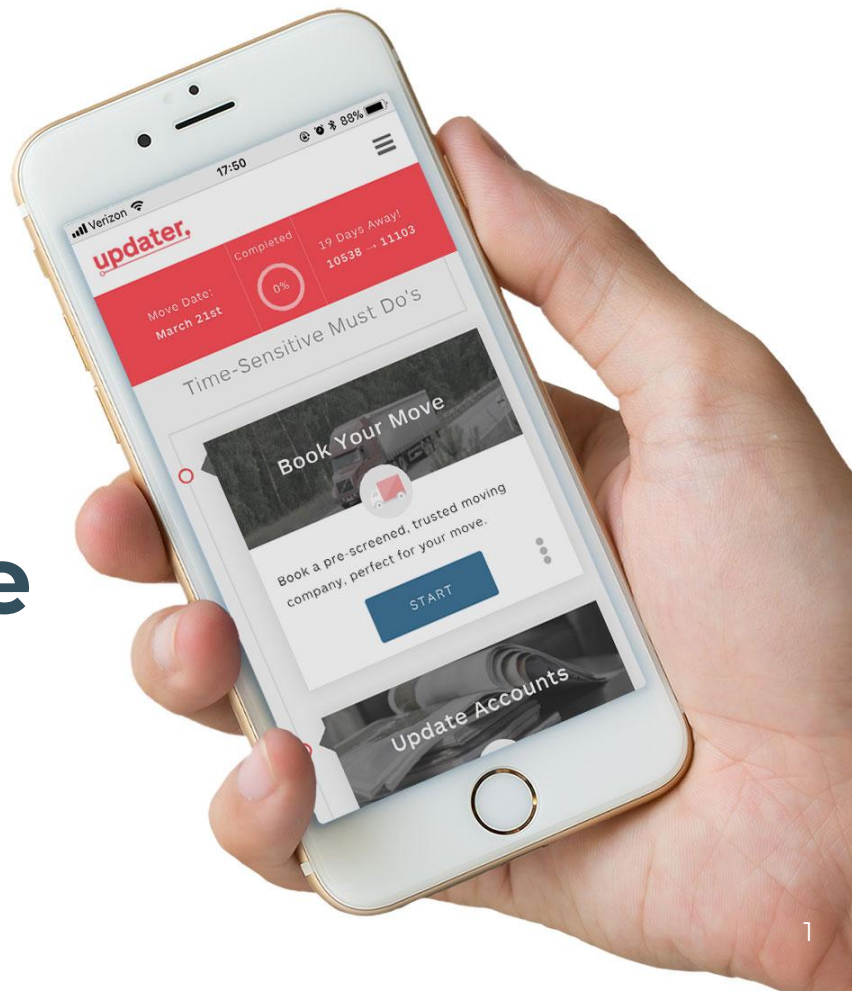 Verizon 17:50 88%
updater.
Move Date:
March 21st
Completed
0%
19 Days Away!
10538 → 11103
Time-Sensitive Must Do's
Book Your Move
Book a pre-screened, trusted moving
company, perfect for your move.
START
Update Accounts
e
1